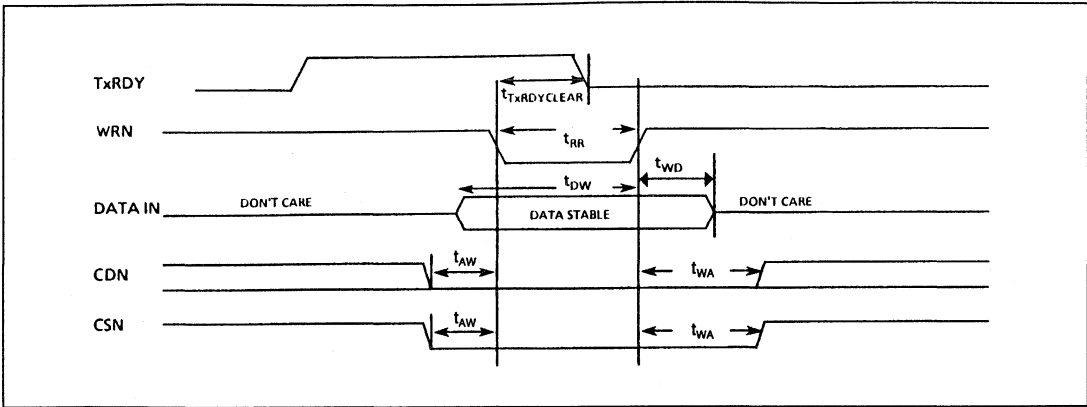 TxRDY
tTxRDYCLEAR
WRN
tRR
tWD
tDW
DATA IN
DON'T CARE
DATA STABLE
DON'T CARE
CDN
tAW
tWA
CSN
tAW
tWA